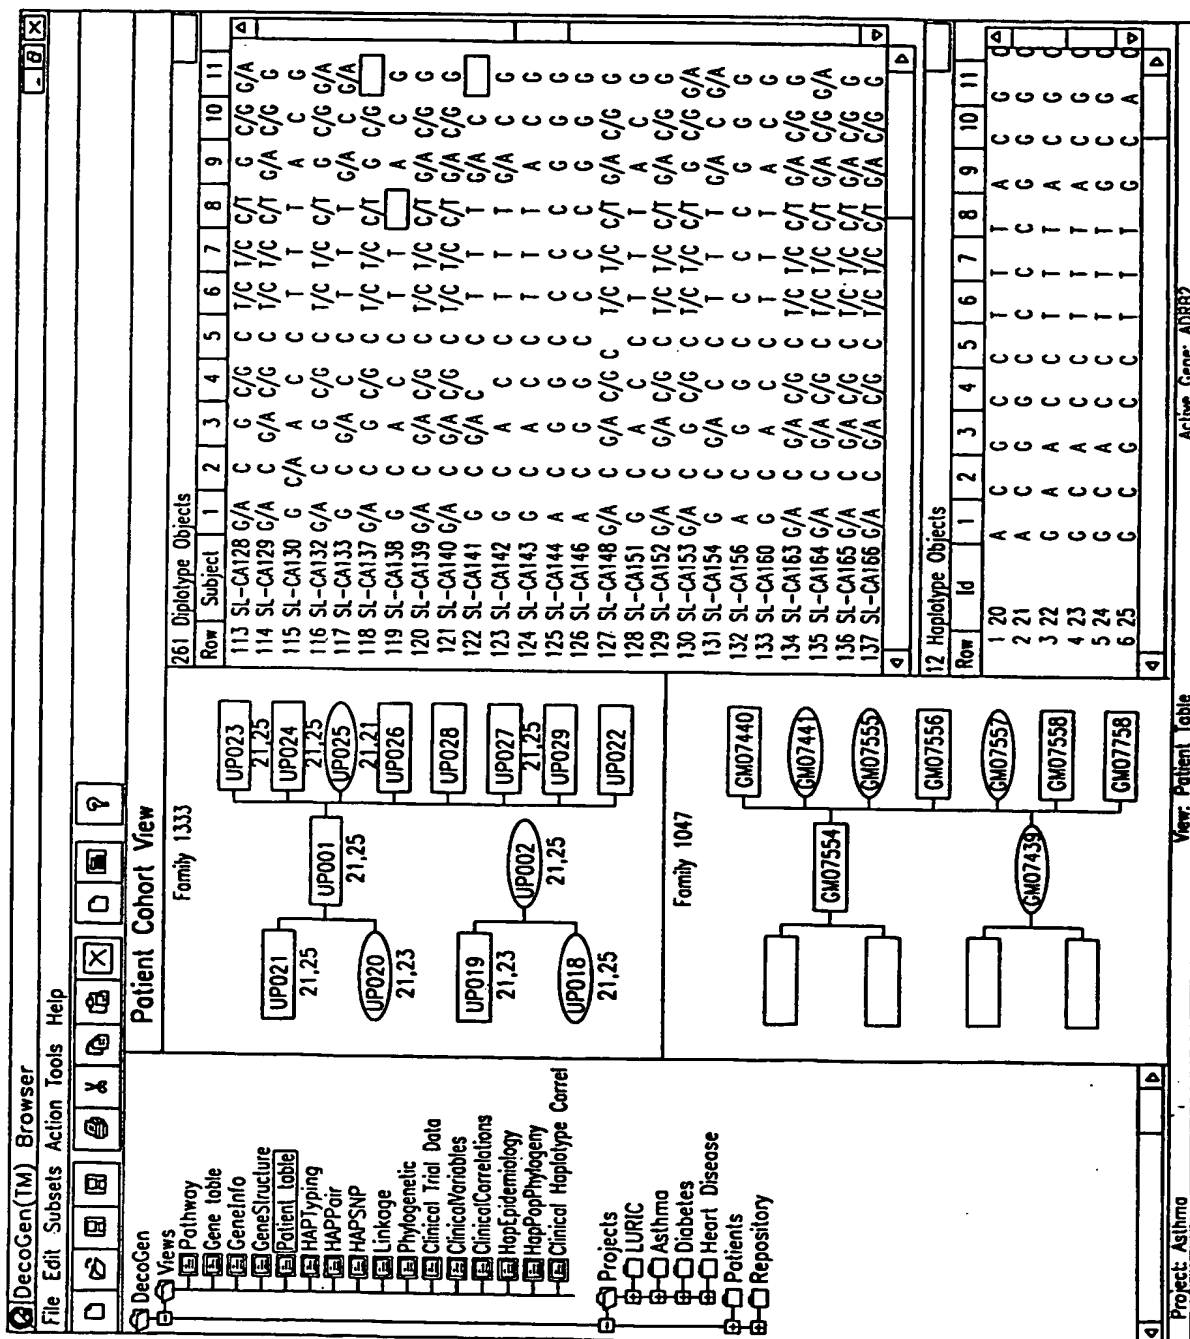 DecoGen(TM) Browser
File Edit Subsets Action Tools Help
DecoGen
Views
Pathway
Gene table
GeneInfo
GeneStructure
Patient table
HAPTyping
HAPPair
HAPSNP
Linkage
Phylogenetic
Clinical Trial Data
ClinicalVariables
ClinicalCorrelations
HapEpidemiology
HapPopPhylogeny
Clinical Haplotype Correl
Projects
LURIC
Asthma
Diabetes
Heart Disease
Patients
Repository
Patient Cohort View
Family 1333
UP021
21,25
UP020
21,23
UP019
21,23
UP018
21,25
UP001
21,25
UP002
21,25
UP023
21,25
UP024
21,25
UP025
21,21
UP026
UP028
UP027
21,25
UP029
UP022
Family 1047
GM07554
GM07439
GM07440
GM07441
GM07555
GM07556
GM07557
GM07558
GM07758
261 Diplotype Objects
Row Subject 1 2 3 4 5 6 7 8 9 10 11
113 SL-CA128 G/A C G C/G C T/C T/C C/T G C/G G/A
114 SL-CA129 G/A C G/A C/G C T/C T/C C/T G/A C/G G
115 SL-CA130 G C/A A C C T T T A C G
116 SL-CA132 G/A C G C/G C T/C T/C C/T G C/G G/A
117 SL-CA133 G C G/A C C T T T G/A C G/A
118 SL-CA137 G/A C G C/G C T/C T/C C/T G C/G
119 SL-CA138 G C A C C T T A C G
120 SL-CA139 G/A C G/A C/G C T/C T/C C/T G/A C/G G
121 SL-CA140 G/A C G/A C/G C T/C T/C C/T G/A C/G G
122 SL-CA141 G C G/A C C T T T G/A C
123 SL-CA142 G C A C C T T T G/A C G
124 SL-CA143 G C A C C T T T A C G
125 SL-CA144 A C G G C C C C G G G
126 SL-CA146 A C G G C C C C G G G
127 SL-CA148 G/A C G/A C/G C T/C T/C C/T G/A C/G G
128 SL-CA151 G C A C C T T T A C G
129 SL-CA152 G/A C G/A C/G C T/C T/C C/T G/A C/G G
130 SL-CA153 G/A C C/G C T/C T/C C/T G C/G G/A
131 SL-CA154 G C G/A C C T T T G/A C G/A
132 SL-CA156 A C G G C C C C G G G
133 SL-CA160 G C A C C T T T A C G
134 SL-CA163 G/A C G/A C/G C T/C T/C C/T G/A C/G G
135 SL-CA164 G/A C G/A C/G C T/C T/C C/T G/A C/G G/A
136 SL-CA165 G/A C G/A C/G C T/C T/C C/T G/A C/G G
137 SL-CA166 G/A C G/A C/G C T/C T/C C/T G/A C/G G
12 Haplotype Objects
Row Id 1 2 3 4 5 6 7 8 9 10 11
1 20 A C G C C T T T A C G
2 21 A C G G C C C C G G G
3 22 G A A C C T T T A C G
4 23 G C A C C T T T A C G
5 24 G C A C C T T T G C G
6 25 G C G C C T T T G C A
Project: Asthma View: Patient Table Active Gene: ADRB2